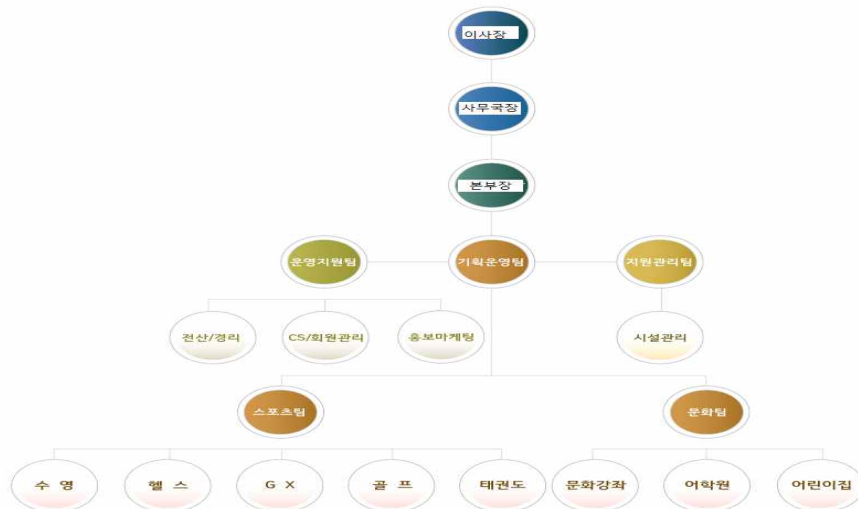 이사장
사무국장
본부장
운영지원팀
기획운영팀
지원관리팀
전산/경리
CS/회원관리
홍보마케팅
시설관리
스포츠팀
문화팀
수 영
헬 스
G X
골 프
태권도
문화강좌
어학원
어린이집